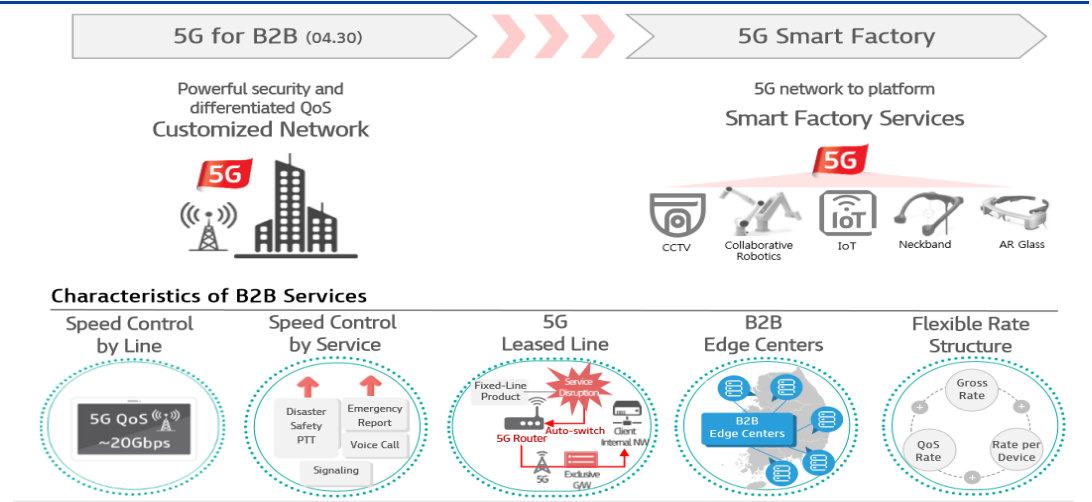 5G for B2B (04.30)
5G Smart Factory
Powerful security and
differentiated QoS
Customized Network
5G
5G network to platform
Smart Factory Services
5G
CCTV
Collaborative
Robotics
IoT
IoT
Neckband
AR Glass
Characteristics of B2B Services
Speed Control
by Line
5G QoS
~20Gbps
Speed Control
by Service
Disaster
Safety
PTT
Emergency
Report
Voice Call
Signaling
5G
Leased Line
Fixed-Line
Product
Service
Disruption
Auto-switch
5G Router
Client
Internal NW
5G
Exclusive
G/W
B2B
Edge Centers
B2B
Edge Centers
Flexible Rate
Structure
Gross
Rate
QoS
Rate
Rate per
Device